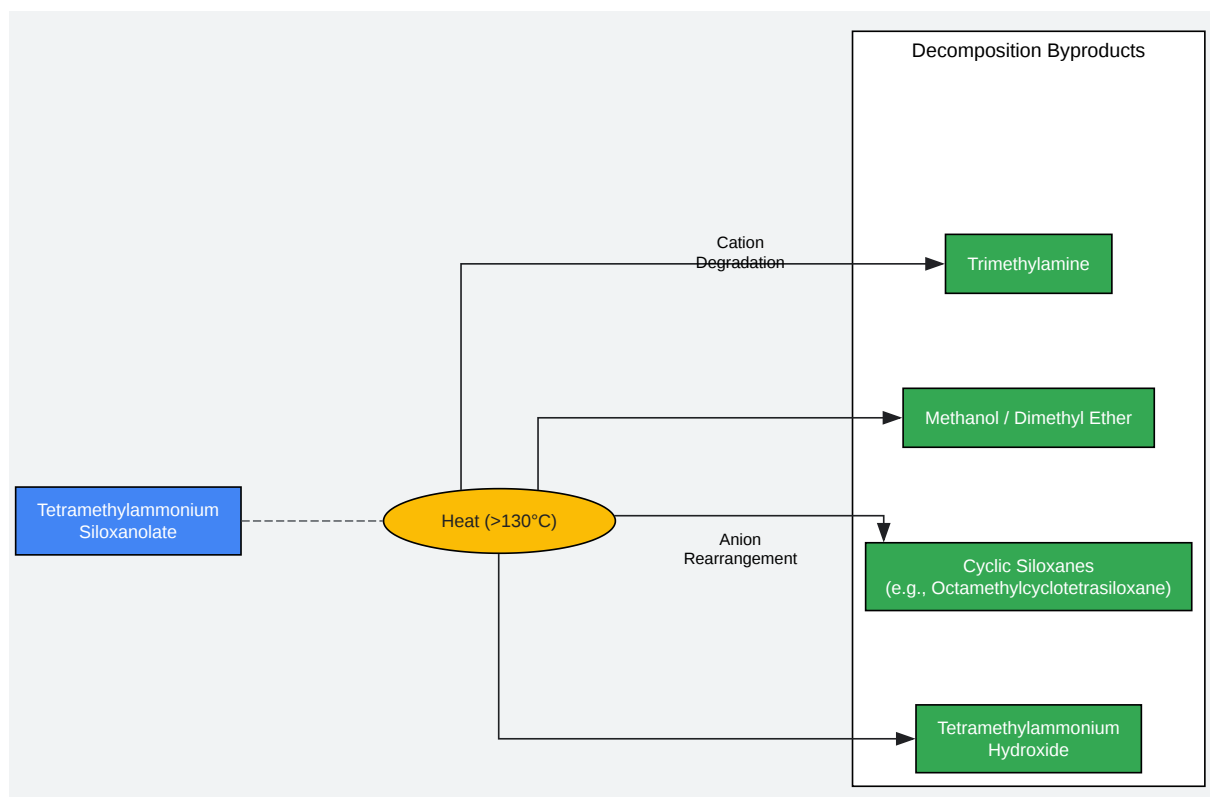 Decomposition Byproducts
Cation
Degradation
Trimethylamine
Methanol / Dimethyl Ether
Tetramethylammonium
Siloxanolate
Heat (>130°C)
Anion
Rearrangement
Cyclic Siloxanes
(e.g., Octamethylcyclotetrasiloxane)
Tetramethylammonium
Hydroxide